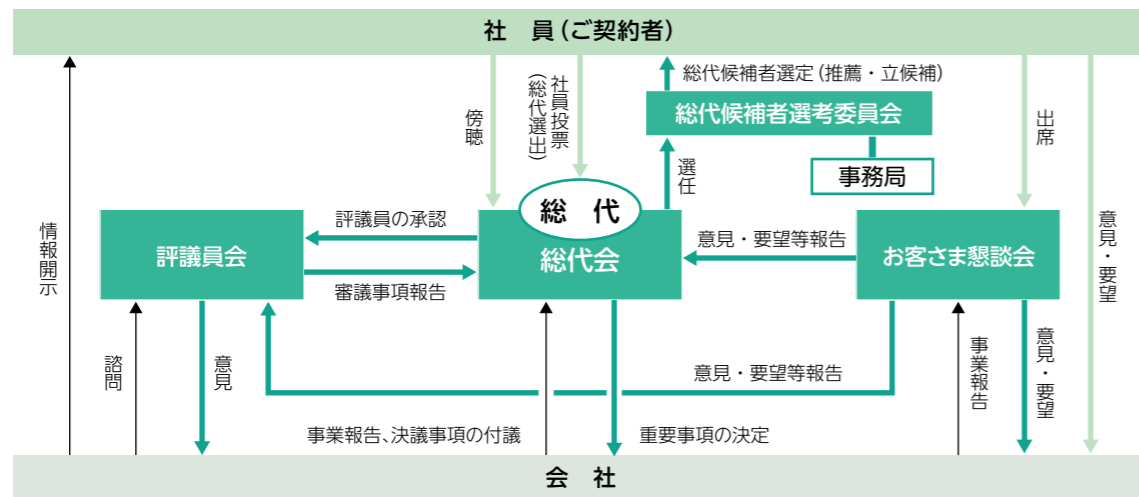 社　員（ご契約者）
総代候補者選定（推薦・立候補）
総代候補者選考委員会
事務局
傍聴
社員投票
（総代選出）
選任
出席
情報開示
意見・要望
総　代
評議員会
評議員の承認
審議事項報告
総代会
意見・要望等報告
お客さま懇談会
諮問
意見
意見・要望等報告
事業報告
意見・要望
事業報告、決議事項の付議
重要事項の決定
会　社